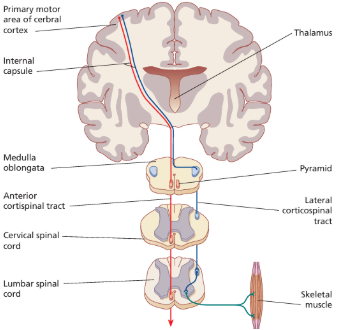 Primary motor
area of cerbral
cortex
Thalamus
Internal
capsule
Medulla
oblongata
Pyramid
Anterior
cortispinal tract
Lateral
corticospinal
tract
Cervical spinal
cord
Lumbar spinal
cord
Skeletal
muscle